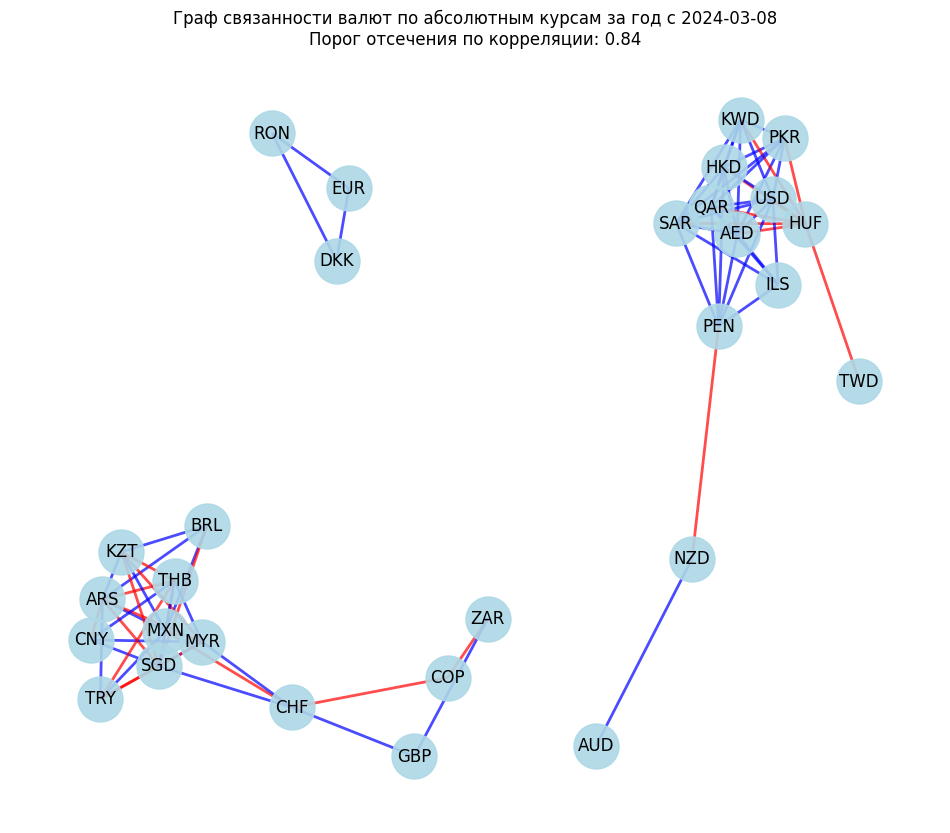 Граф связанности валют по абсолютным курсам за год с 2024-03-08
Порог отсечения по корреляции: 0.84
KWD
RON
PKR
HKD
EUR
USD
QAR
SAR
HUF
AED
DKK
ILS
PEN
TWD
BRL
KZT
NZD
THB
ARS
ZAR
MXN
CNY
MYR
SGD
COP
TRY
CHF
AUD
GBP